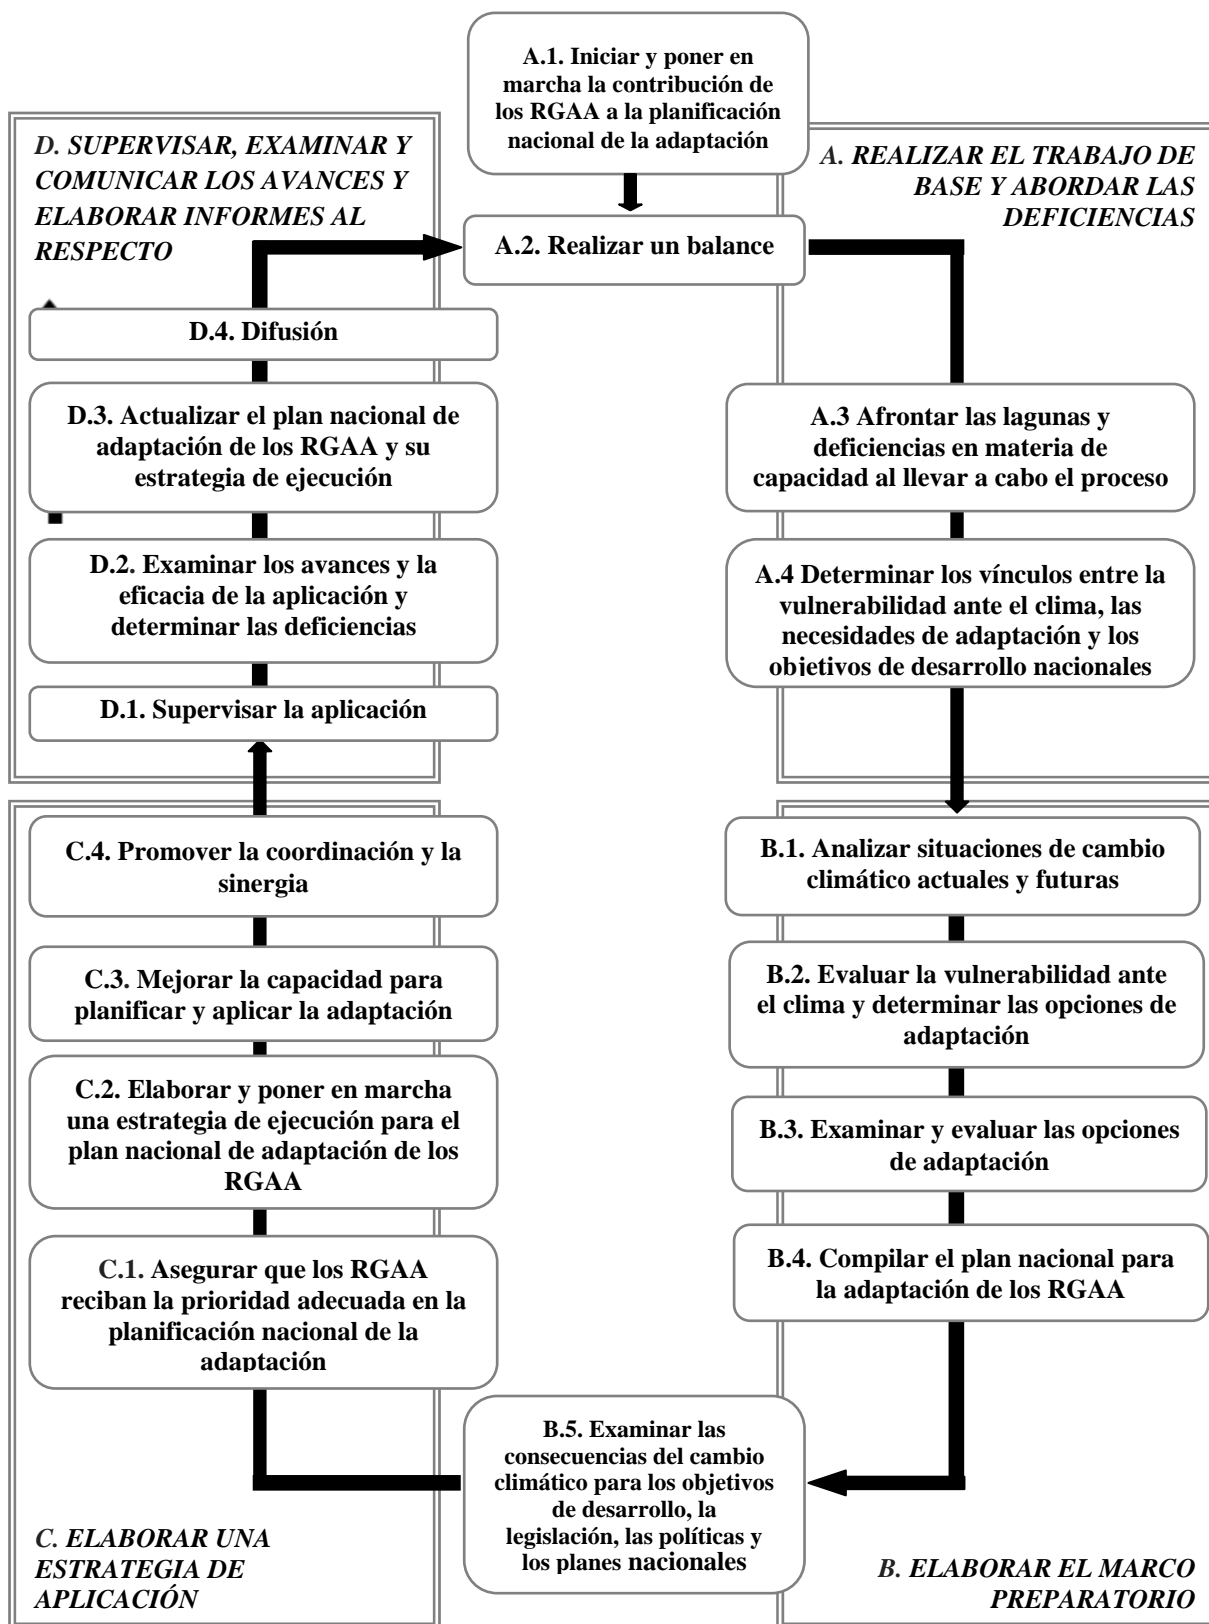 A.1. Iniciar y poner en
marcha la contribución de
los RGAA a la planificación
nacional de la adaptación
A. REALIZAR EL TRABAJO DE
BASE Y ABORDAR LAS
DEFICIENCIAS
A.2. Realizar un balance
A.3 Afrontar las lagunas y
deficiencias en materia de
capacidad al llevar a cabo el proceso
A.4 Determinar los vínculos entre la
vulnerabilidad ante el clima, las
necesidades de adaptación y los
objetivos de desarrollo nacionales
B.1. Analizar situaciones de cambio
climático actuales y futuras
B.2. Evaluar la vulnerabilidad ante
el clima y determinar las opciones de
adaptación
B.3. Examinar y evaluar las opciones
de adaptación
B.4. Compilar el plan nacional para
la adaptación de los RGAA
B.5. Examinar las
consecuencias del cambio
climático para los objetivos
de desarrollo, la
legislación, las políticas y
los planes nacionales
B. ELABORAR EL MARCO
PREPARATORIO
C. ELABORAR UNA
ESTRATEGIA DE
APLICACIÓN
C.1. Asegurar que los RGAA
reciban la prioridad adecuada en la
planificación nacional de la
adaptación
C.2. Elaborar y poner en marcha
una estrategia de ejecución para el
plan nacional de adaptación de los
RGAA
C.3. Mejorar la capacidad para
planificar y aplicar la adaptación
C.4. Promover la coordinación y la
sinergia
D.1. Supervisar la aplicación
D.2. Examinar los avances y la
eficacia de la aplicación y
determinar las deficiencias
D.3. Actualizar el plan nacional de
adaptación de los RGAA y su
estrategia de ejecución
D.4. Difusión
D. SUPERVISAR, EXAMINAR Y
COMUNICAR LOS AVANCES Y
ELABORAR INFORMES AL
RESPECTO